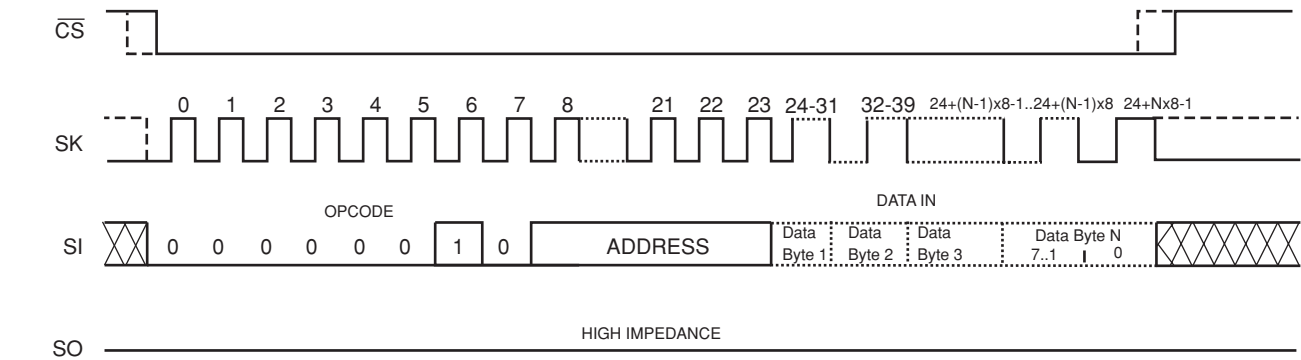 CS
0 1 2 3 4 5 6 7 8 21 22 23 24-31 32-39 24+(N-1)x8-1..24+(N-1)x8 24+Nx8-1
SK
OPCODE DATA IN
SI 0 0 0 0 0 0 1 0 ADDRESS Data Byte 1 Data Byte 2 Data Byte 3 Data Byte N
7..1 0
HIGH IMPEDANCE
SO